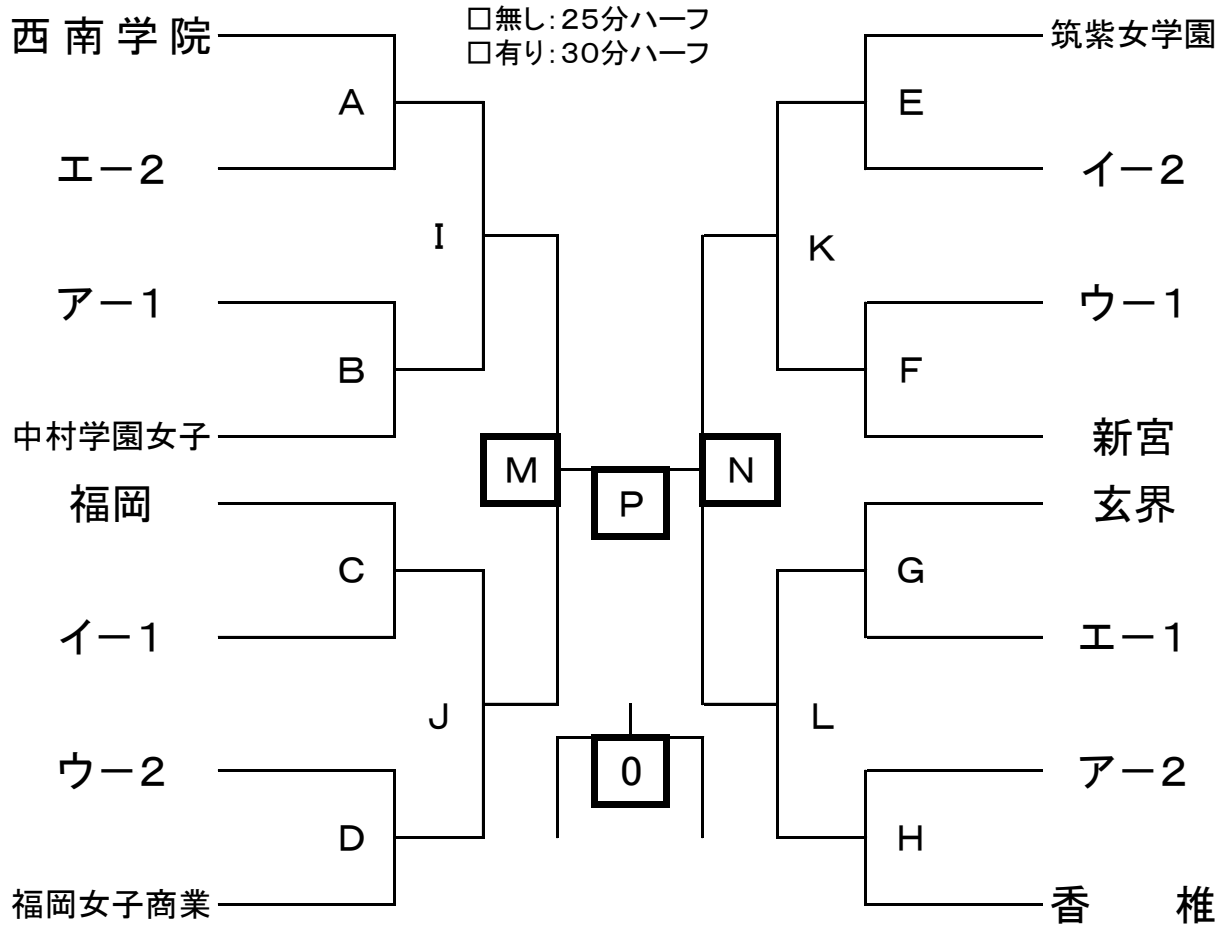 西南学院
□無し：25分ハーフ
□有り：30分ハーフ
筑紫女学園
A
E
エー2
イー2
I
K
アー1
ウー1
B
F
中村学園女子
新宮
M
P
N
福岡
玄界
C
G
イー1
エー1
J
L
ウー2
O
アー2
D
H
福岡女子商業
香椎